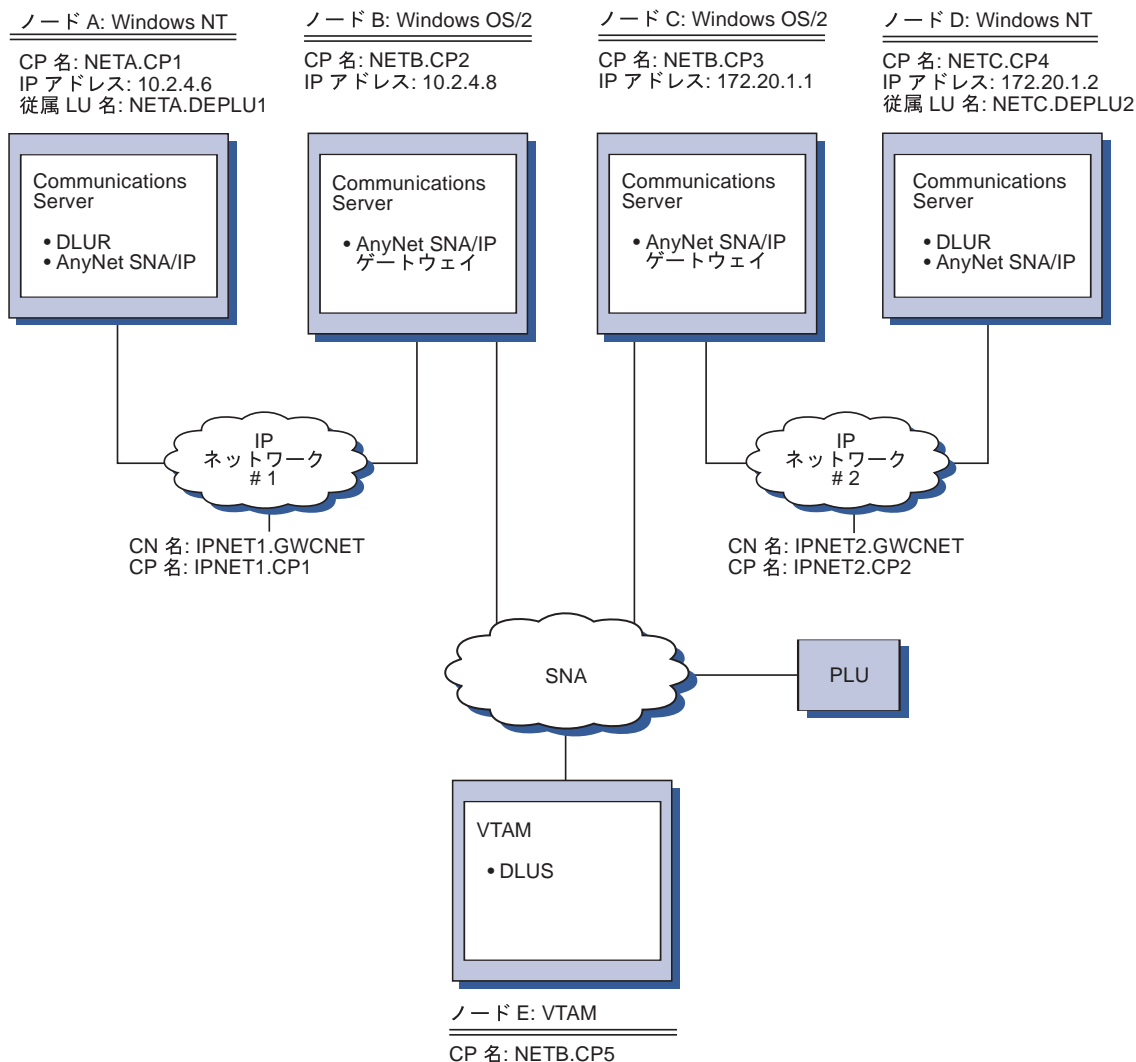 ノード A: Windows NT
CP 名: NETA.CP1
IP アドレス: 10.2.4.6
従属 LU 名: NETA.DEPLU1
ノード B: Windows OS/2
CP 名: NETB.CP2
IP アドレス: 10.2.4.8
ノード C: Windows OS/2
CP 名: NETB.CP3
IP アドレス: 172.20.1.1
ノード D: Windows NT
CP 名: NETC.CP4
IP アドレス: 172.20.1.2
従属 LU 名: NETC.DEPLU2
Communications
Server
• DLUR
• AnyNet SNA/IP
Communications
Server
• AnyNet SNA/IP
ゲートウェイ
Communications
Server
• AnyNet SNA/IP
ゲートウェイ
Communications
Server
• DLUR
• AnyNet SNA/IP
IP
ネットワーク
# 1
IP
ネットワーク
# 2
CN 名: IPNET1.GWCNET
CP 名: IPNET1.CP1
CN 名: IPNET2.GWCNET
CP 名: IPNET2.CP2
SNA
PLU
VTAM
• DLUS
ノード E: VTAM
CP 名: NETB.CP5